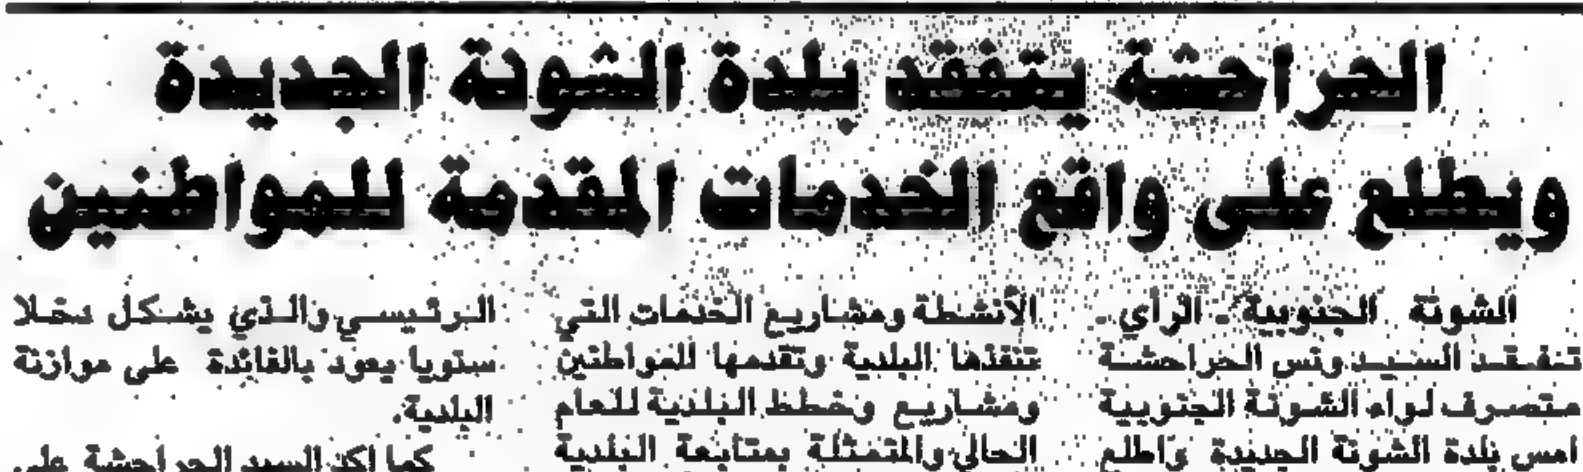 الحراحشة يتفقد بلدة الشونة الجديدة
ويطلع على واقع الخدمات المقدمة للمواطنين
الشونة الجنوبية - الرأي -
تفقد السيد ونس الحراحشة
متصرف لواء الشونة الجنوبية
امس بلدة الشونة الجديدة واطلع
الأنشطة ومشاريع الخدمات التي
تنفذها البلدية وتقدمها للمواطنين
ومشاريع وخطط البلدية للعام
الحالي والمتمثلة بمتابعة البلدية
الرئيسي والذي يشكل دخلا
سنويا يعود بالفائدة على موازنة
البلدية.
كما اكد السيد الحراحشة على